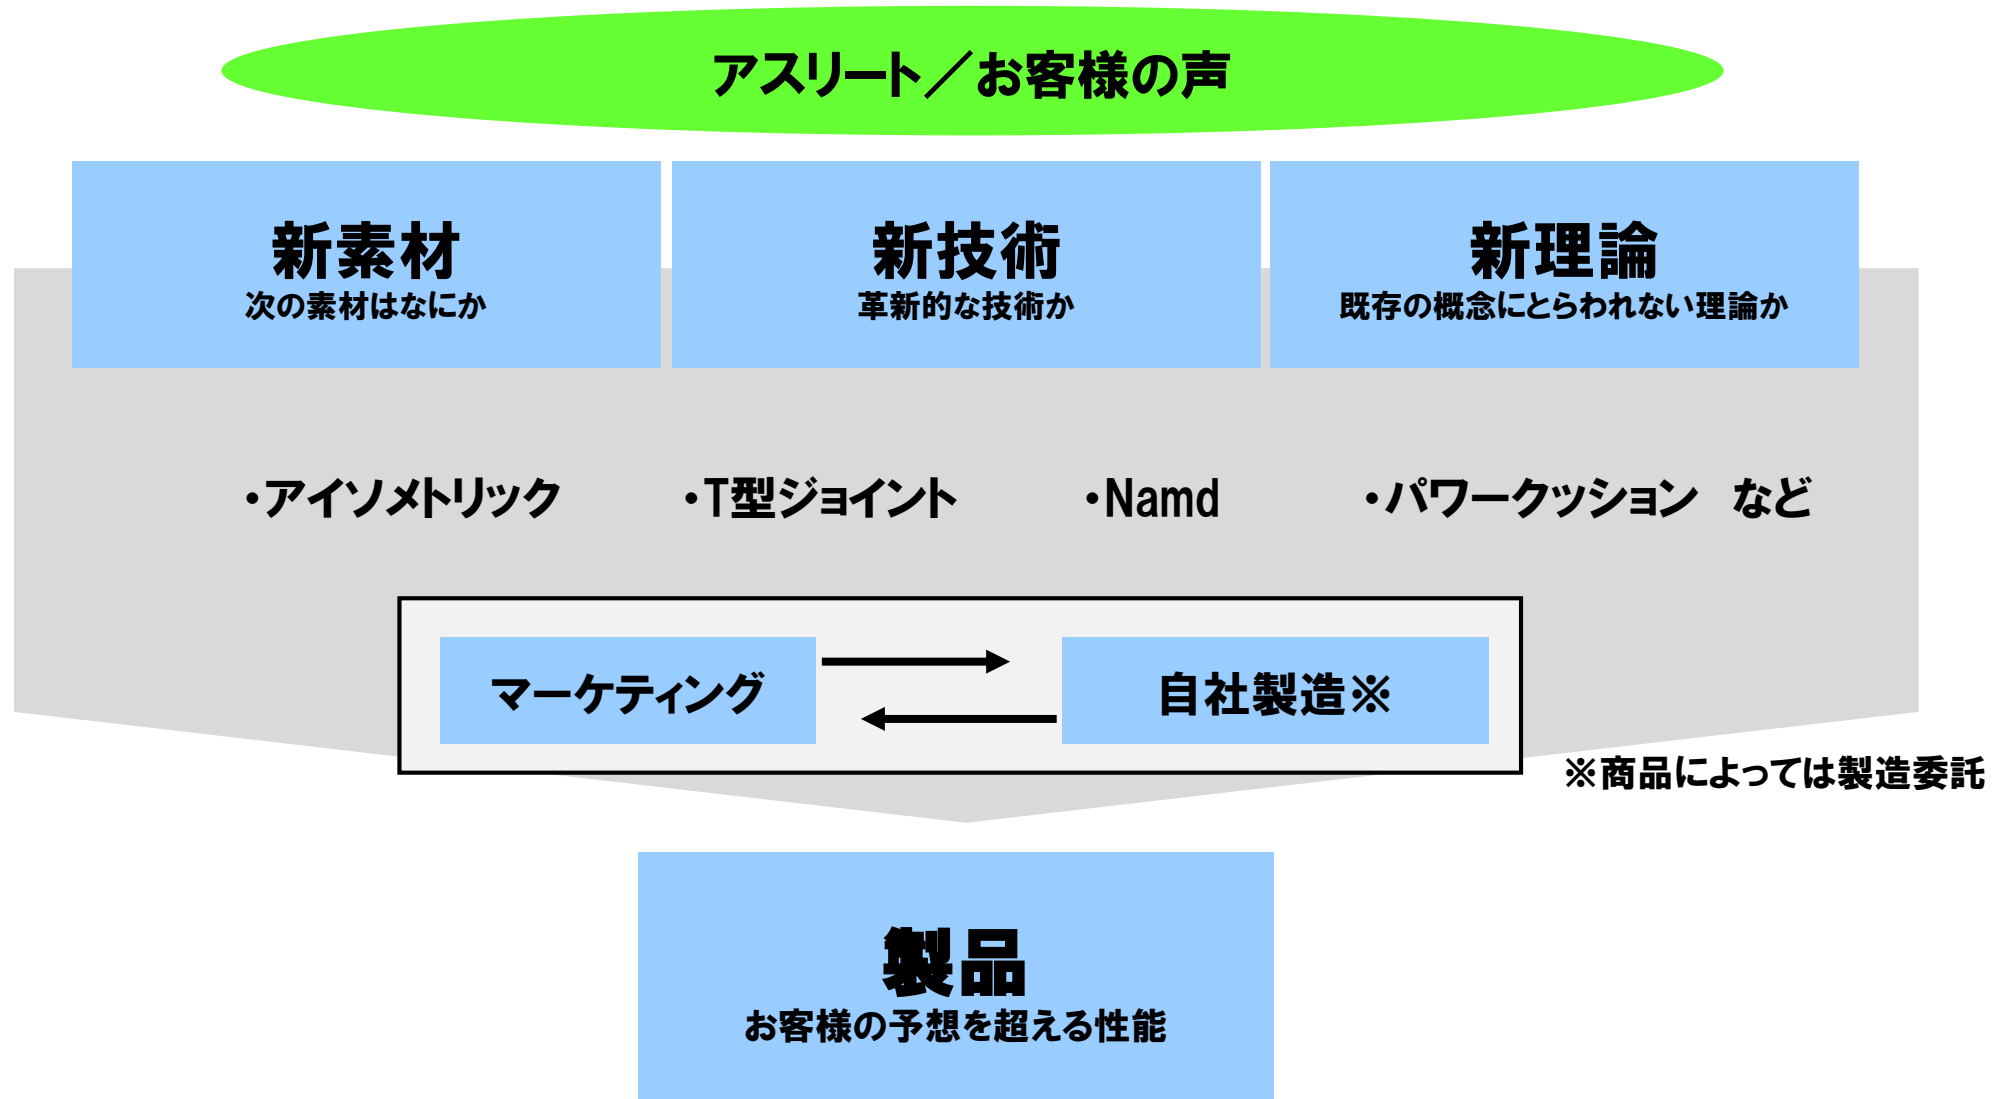 アスリート／お客様の声
新素材
次の素材はなにか
新技術
革新的な技術か
新理論
既存の概念にとらわれない理論か
・アイソメトリック ・T型ジョイント ・Namd ・パワークッション など
マーケティング
自社製造※
※商品によっては製造委託
製品
お客様の予想を超える性能